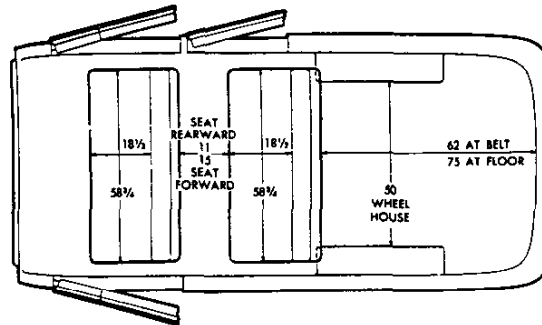 18½
58¾
SEAT
REARWARD
11
15
SEAT
FORWARD
18½
58¾
62 AT BELT
75 AT FLOOR
50
WHEEL
HOUSE